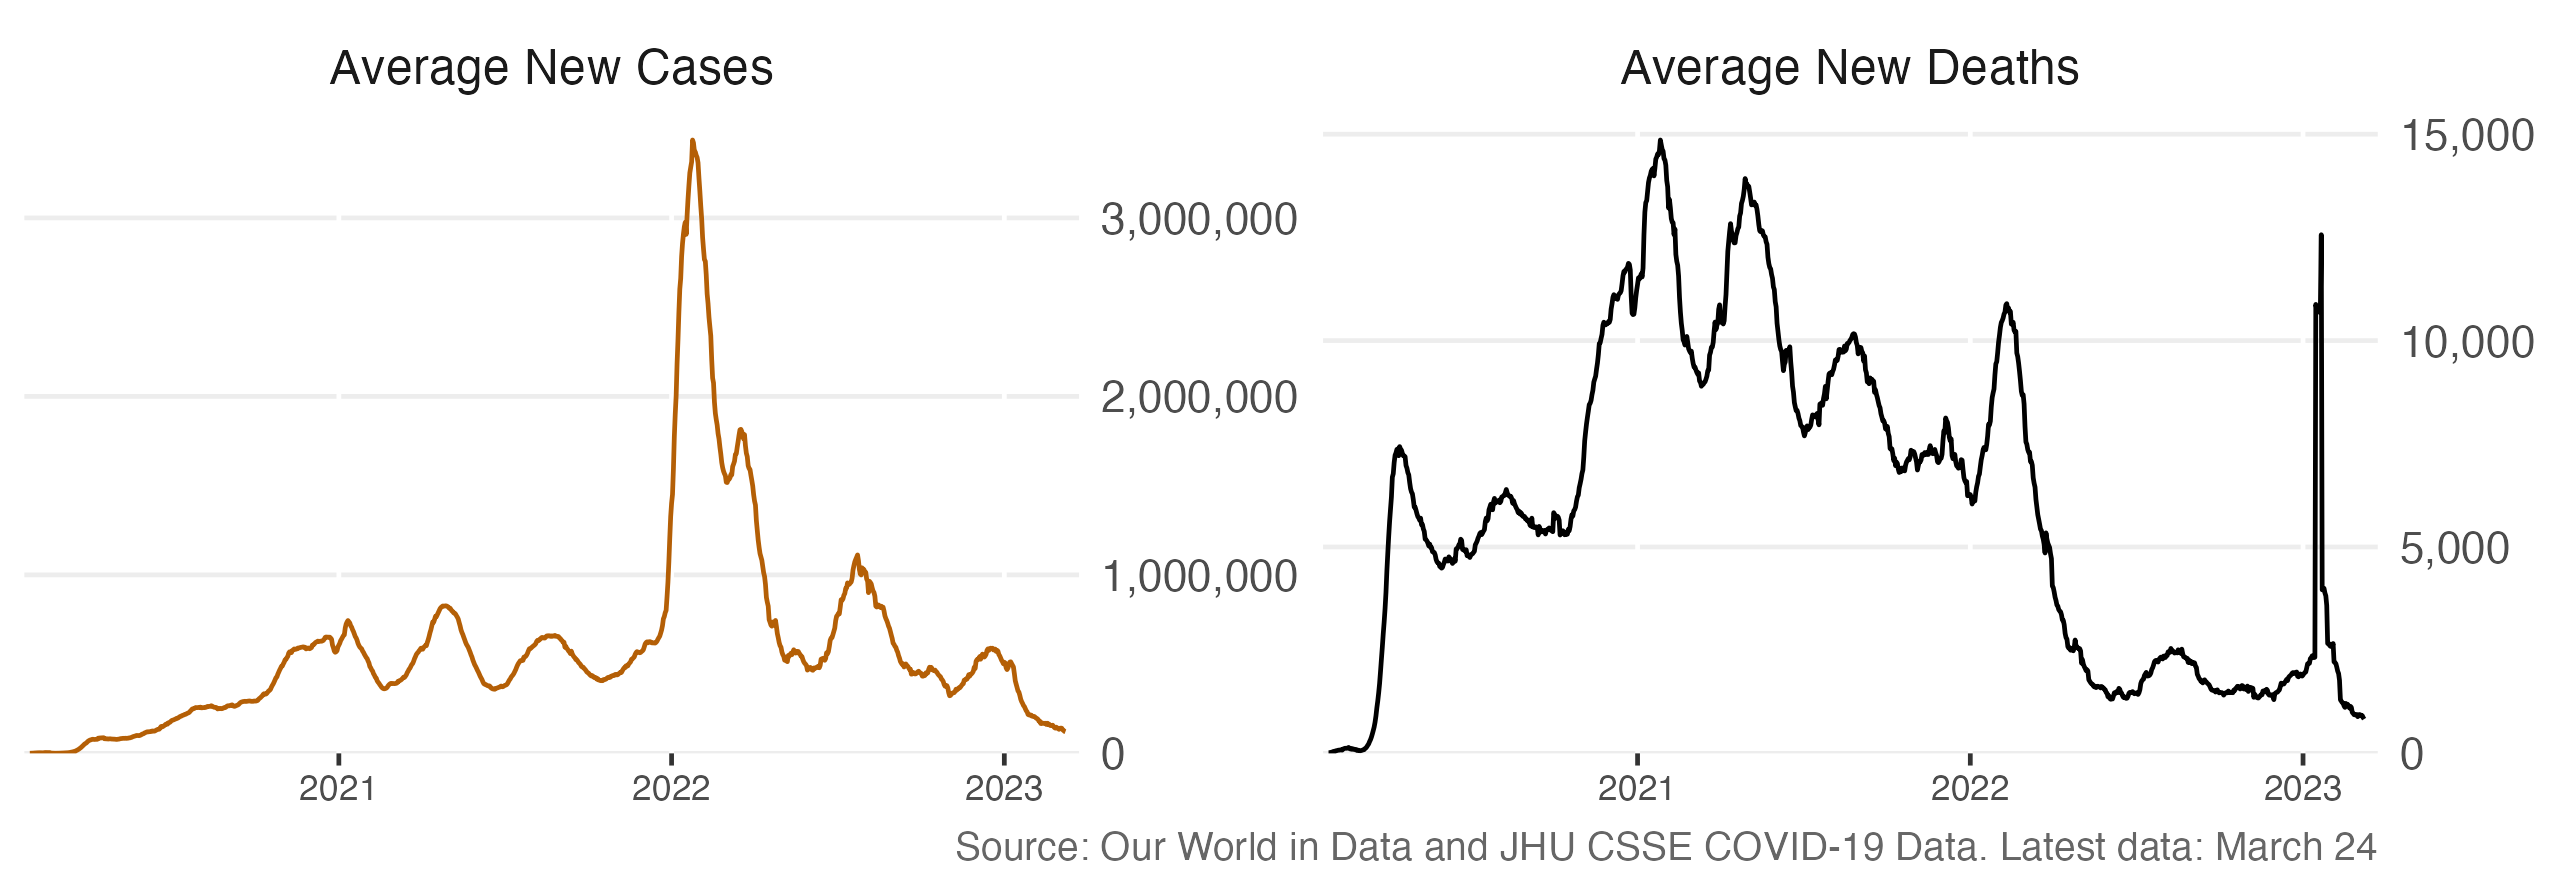 Average New Cases
3,000,000
2,000,000
1,000,000
0
2021 2022 2023
Average New Deaths
15,000
10,000
5,000
0
2021 2022 2023
Source: Our World in Data and JHU CSSE COVID-19 Data. Latest data: March 24